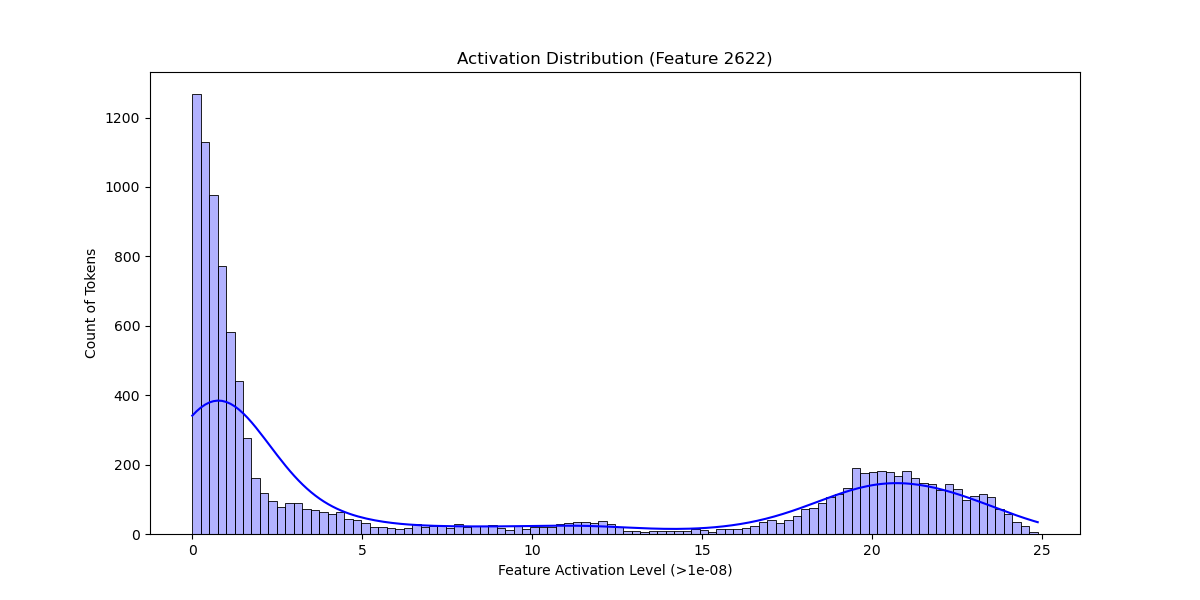 Activation Distribution (Feature 2622)
1200
1000
800
600
400
200
0
Count of Tokens
0 5 10 15 20 25
Feature Activation Level (>1e-08)